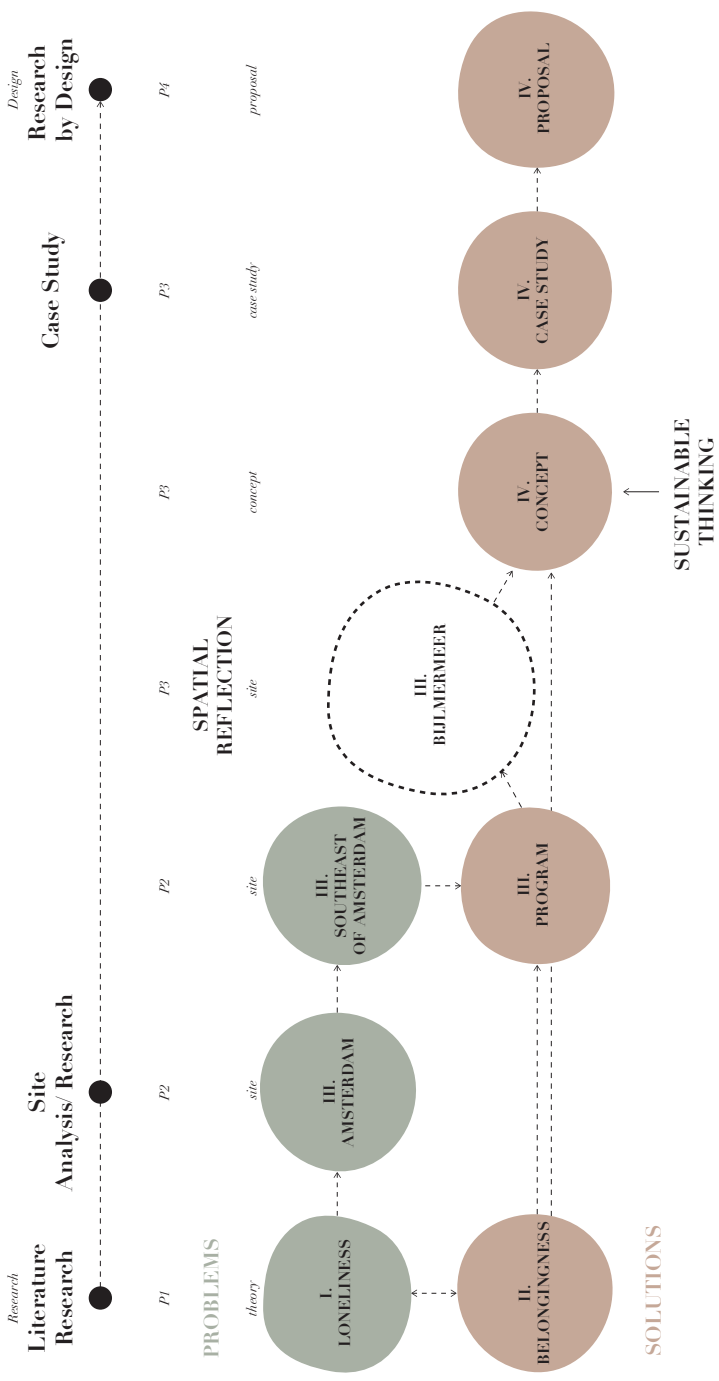 Research
Literature
Research
Site
Analysis/ Research
Case Study
Design
Research
by Design
P1
P2
P2
P3
P3
P3
P4
PROBLEMS
SPATIAL
REFLECTION
theory
site
site
site
concept
case study
proposal
I.
LONELINESS
III.
AMSTERDAM
III.
SOUTHEAST
OF AMSTERDAM
III.
BIJLMERMEER
II.
BELONGINGNESS
III.
PROGRAM
IV.
CONCEPT
IV.
CASE STUDY
IV.
PROPOSAL
SOLUTIONS
SUSTAINABLE
THINKING